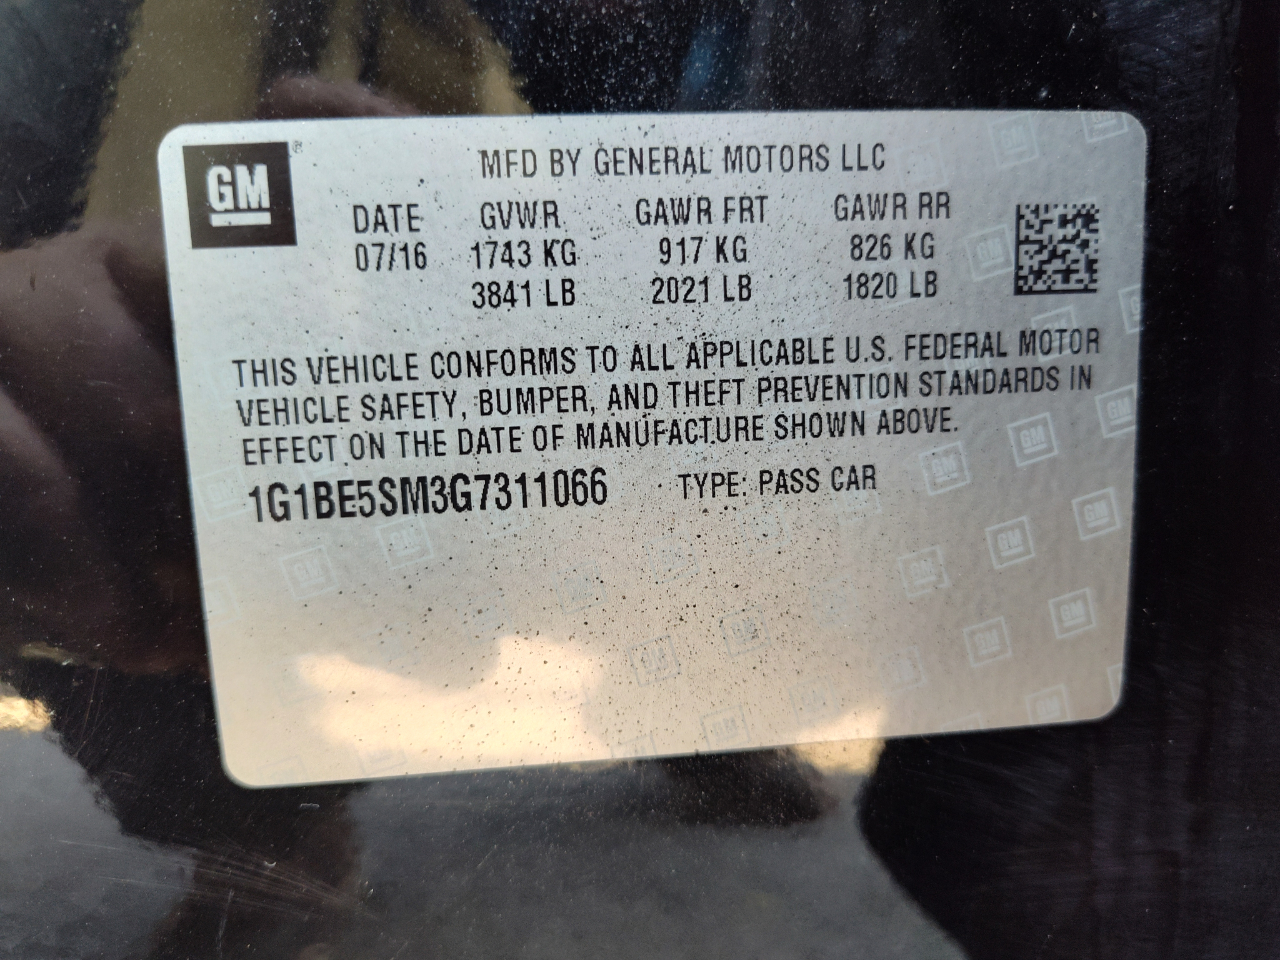 GM®
MFD BY GENERAL MOTORS LLC
DATE GVWR GAWR FRT GAWR RR
07/16 1743 KG 917 KG 826 KG
3841 LB 2021 LB 1820 LB
THIS VEHICLE CONFORMS TO ALL APPLICABLE U.S. FEDERAL MOTOR
VEHICLE SAFETY, BUMPER, AND THEFT PREVENTION STANDARDS IN
EFFECT ON THE DATE OF MANUFACTURE SHOWN ABOVE.
1G1BE5SM3G7311066 TYPE: PASS CAR